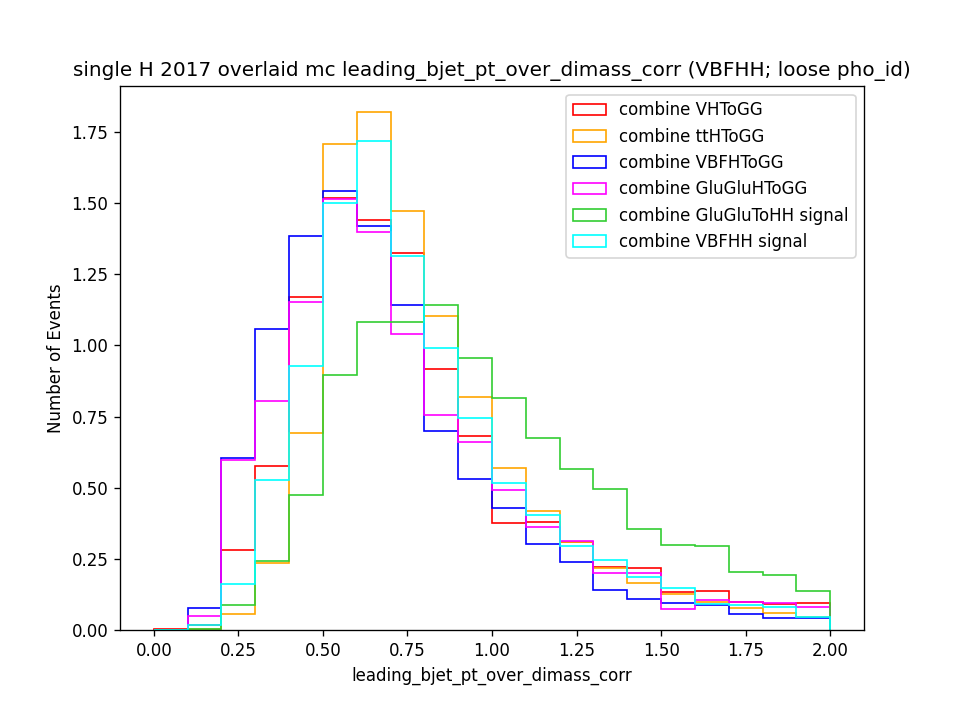 single H 2017 overlaid mc leading_bjet_pt_over_dimass_corr (VBFHH; loose pho_id)
combine VHToGG
combine ttHToGG
combine VBFHToGG
combine GluGluHToGG
combine GluGluToHH signal
combine VBFHH signal
Number of Events
1.75
1.50
1.25
1.00
0.75
0.50
0.25
0.00
0.00 0.25 0.50 0.75 1.00 1.25 1.50 1.75 2.00
leading_bjet_pt_over_dimass_corr